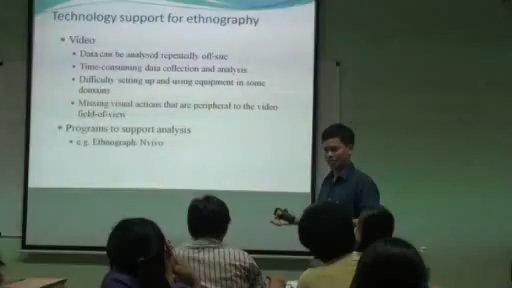 Technology support for ethnography
Video
Data can be analysed repeatedly off-site
Time-consuming data collection and analysis
Difficulty setting up and using equipment in some
domains
Missing visual actions that are peripheral to the video
field-of-view
Programs to support analysis
e.g. Ethnograph. Nvivo